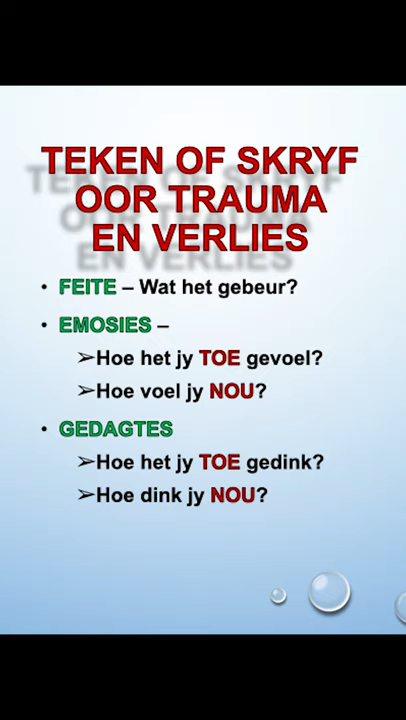 TEKEN OF SKRYF
OOR TRAUMA
EN VERLIES
• FEITE – Wat het gebeur?
• EMOSIES –
➢Hoe het jy TOE gevoel?
➢Hoe voel jy NOU?
• GEDAGTES
➢Hoe het jy TOE gedink?
➢Hoe dink jy NOU?